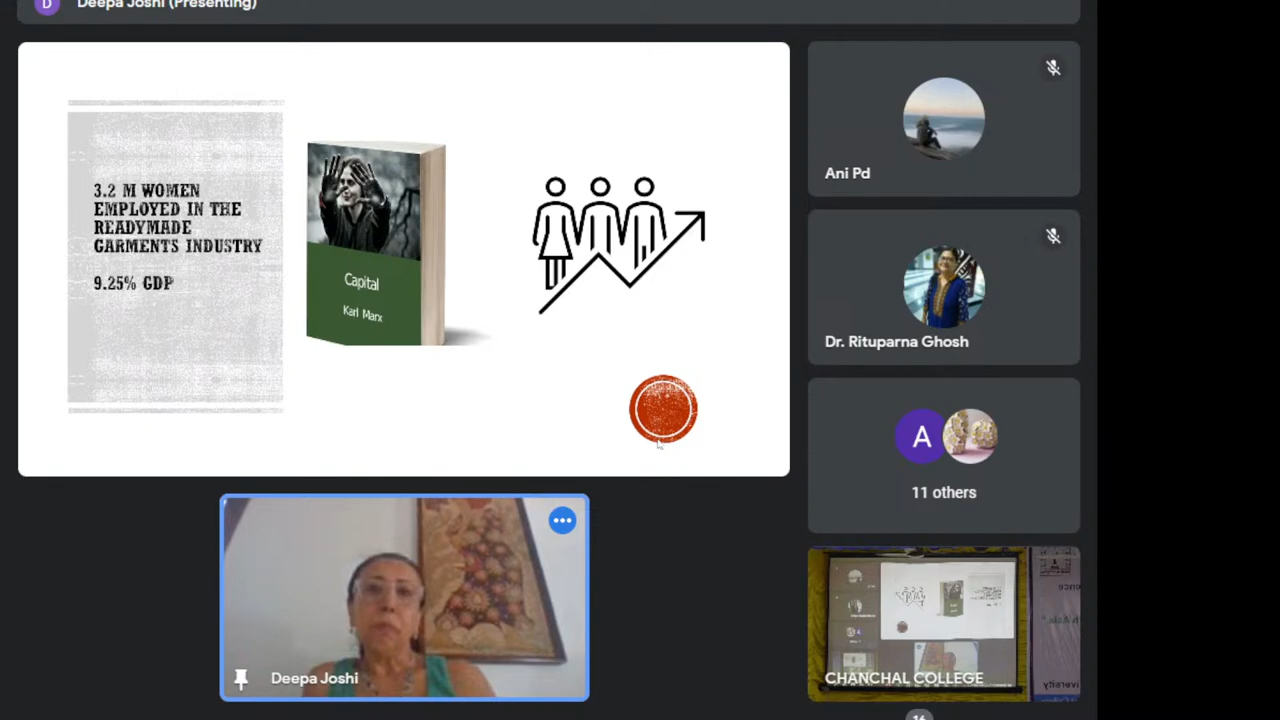 Deepa Joshi (Presenting)
3.2 M WOMEN
EMPLOYED IN THE
READYMADE
GARMENTS INDUSTRY
9.25% GDP
Capital
Karl Marx
Ani Pd
Dr. Rituparna Ghosh
A
11 others
Deepa Joshi
CHANCHAL COLLEGE